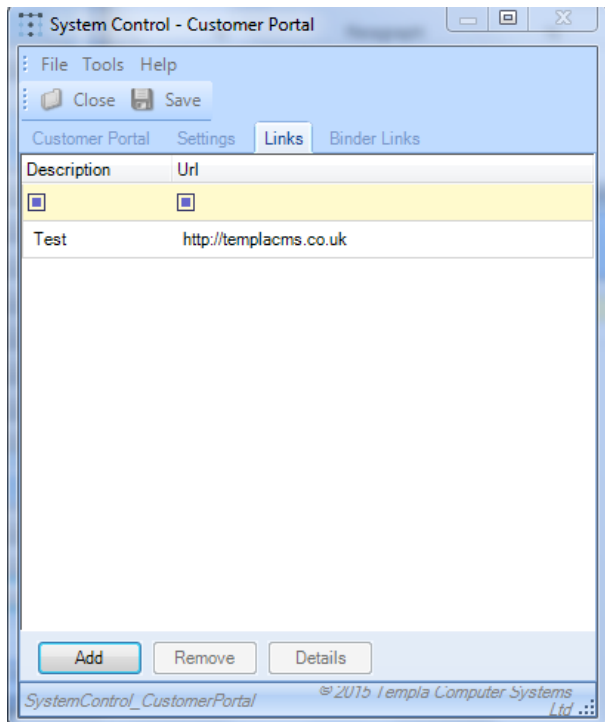 System Control - Customer Portal
File Tools Help
Close Save
Customer Portal Settings Links Binder Links
Description Url
Test http://templacms.co.uk
Add Remove Details
SystemControl_CustomerPortal ©2015 Templa Computer Systems
Ltd